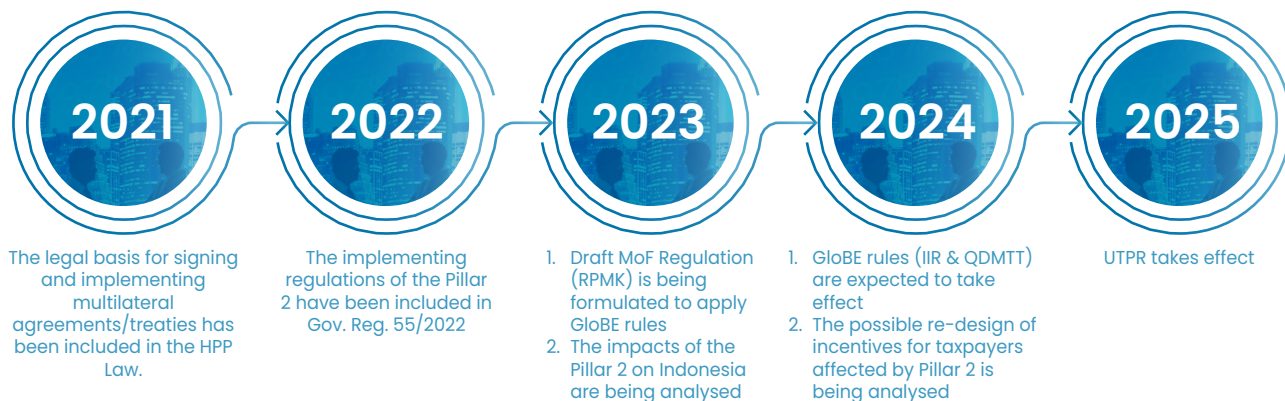 2021
The legal basis for signing
and implementing
multilateral
agreements/treaties has
been included in the HPP
Law.
2022
The implementing
regulations of the Pillar
2 have been included in
Gov. Reg. 55/2022
2023
1. Draft MoF Regulation
(RPMK) is being
formulated to apply
GloBE rules
2. The impacts of the
Pillar 2 on Indonesia
are being analysed
2024
1. GloBE rules (IIR & QDMTT)
are expected to take
effect
2. The possible re-design of
incentives for taxpayers
affected by Pillar 2 is
being analysed
2025
UTPR takes effect